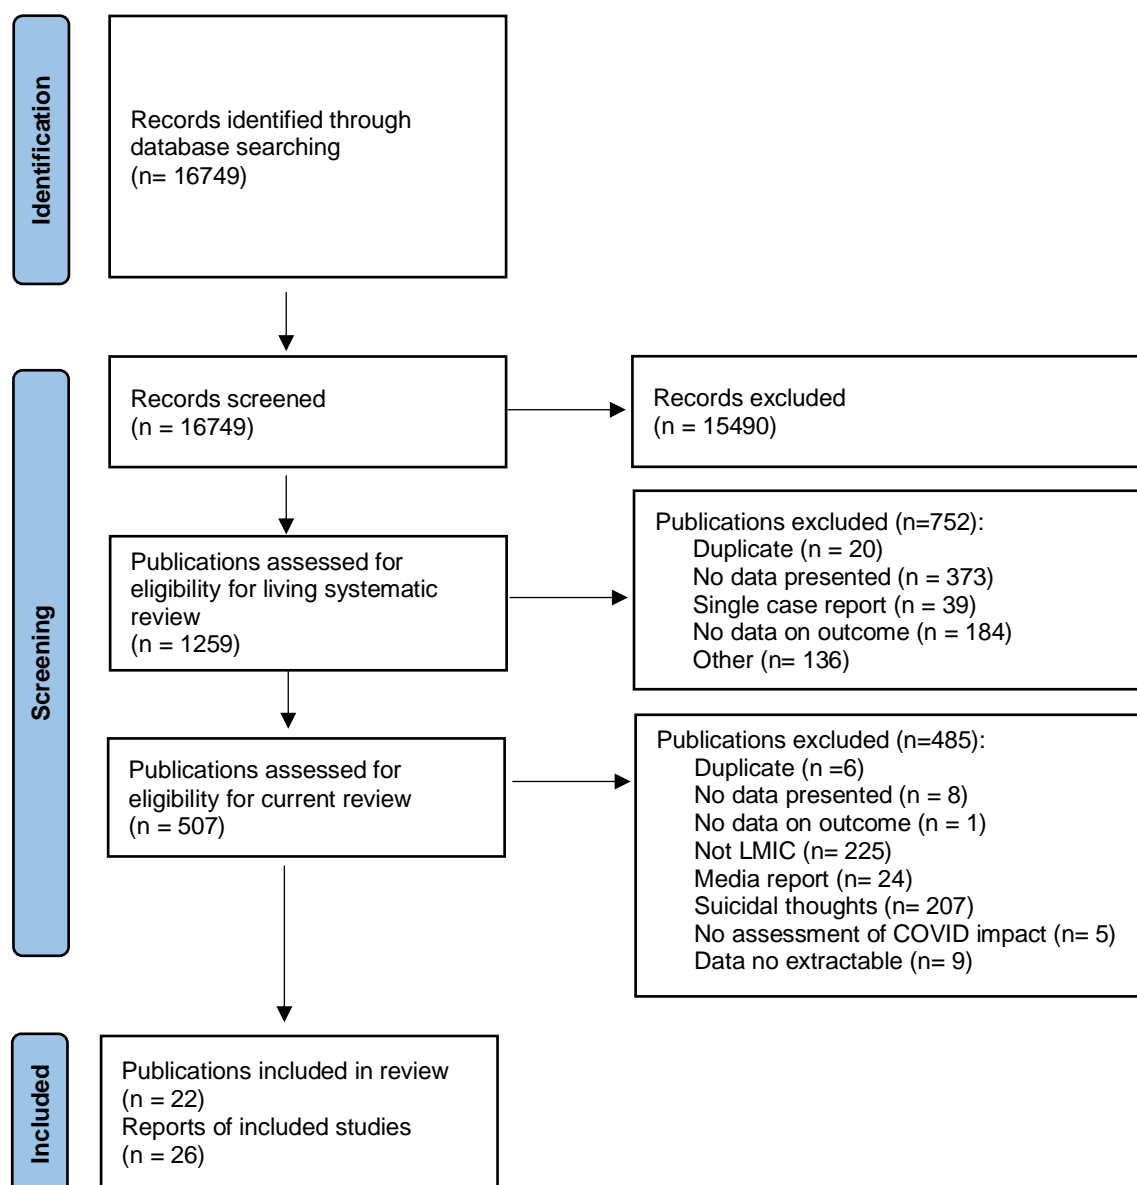 Identification
Records identified through
database searching
(n= 16749)
Screening
Records screened
(n = 16749)
Records excluded
(n = 15490)
Publications assessed for
eligibility for living systematic
review
(n = 1259)
Publications excluded (n=752):
Duplicate (n = 20)
No data presented (n = 373)
Single case report (n = 39)
No data on outcome (n = 184)
Other (n= 136)
Publications assessed for
eligibility for current review
(n = 507)
Publications excluded (n=485):
Duplicate (n =6)
No data presented (n = 8)
No data on outcome (n = 1)
Not LMIC (n= 225)
Media report (n= 24)
Suicidal thoughts (n= 207)
No assessment of COVID impact (n= 5)
Data no extractable (n= 9)
Included
Publications included in review
(n = 22)
Reports of included studies
(n = 26)